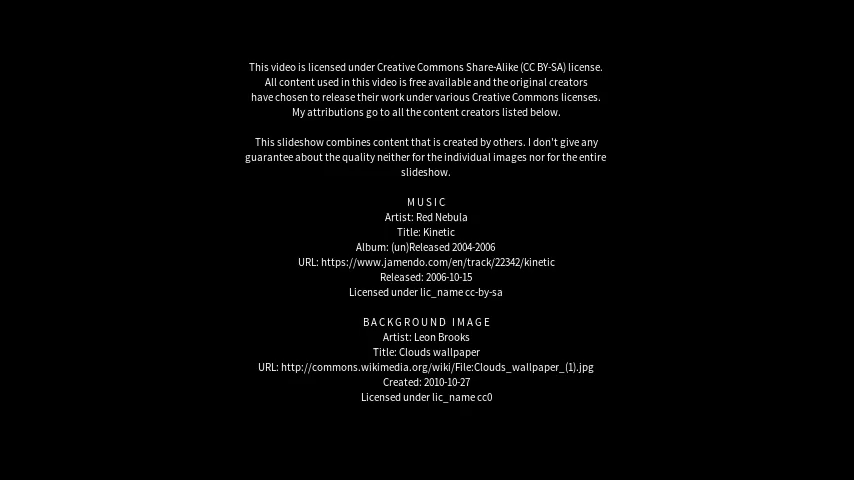 This video is licensed under Creative Commons Share-Alike (CC BY-SA) license.
All content used in this video is free available and the original creators
have chosen to release their work under various Creative Commons licenses.
My attributions go to all the content creators listed below.
This slideshow combines content that is created by others. I don't give any
guarantee about the quality neither for the individual images nor for the entire
slideshow.
MUSIC
Artist: Red Nebula
Title: Kinetic
Album: (un)Released 2004-2006
URL: https://www.jamendo.com/en/track/22342/kinetic
Released: 2006-10-15
Licensed under lic_name cc-by-sa
BACKGROUND IMAGE
Artist: Leon Brooks
Title: Clouds wallpaper
URL: http://commons.wikimedia.org/wiki/File:Clouds_wallpaper_(1).jpg
Created: 2010-10-27
Licensed under lic_name cc0